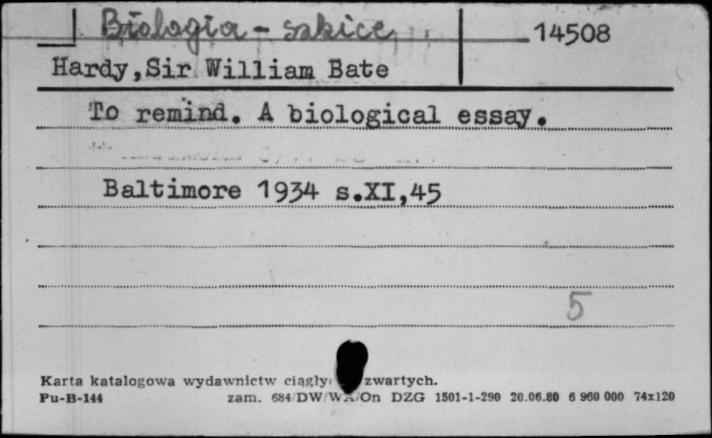 Biologia - szkice 14508
Hardy,Sir William Bate
To remind. A biological essay.
Baltimore 1934 s.XI,45
5
Karta katalogowa wydawnictw zwartych.
Pu-B-144 zam. 684/DW/ /On DZG 1501-1-290 20.06.80 6 960 000 74x120